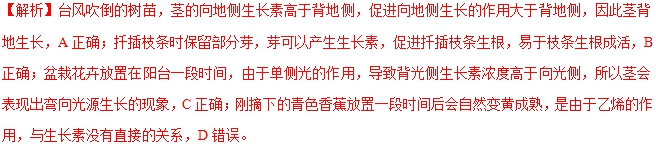 【解析】台风吹倒的树苗，茎的向地侧生长素高于背地侧，促进向地侧生长的作用大于背地侧，因此茎背
地生长，A 正确；扦插枝条时保留部分芽，芽可以产生生长素，促进扦插枝条生根，易于枝条生根成活，B
正确；盆栽花卉放置在阳台一段时间，由于单侧光的作用，导致背光侧生长素浓度高于向光侧，所以茎会
表现出弯向光源生长的现象，C 正确；刚摘下的青色香蕉放置一段时间后会自然变黄成熟，是由于乙烯的作
用，与生长素没有直接的关系，D 错误。